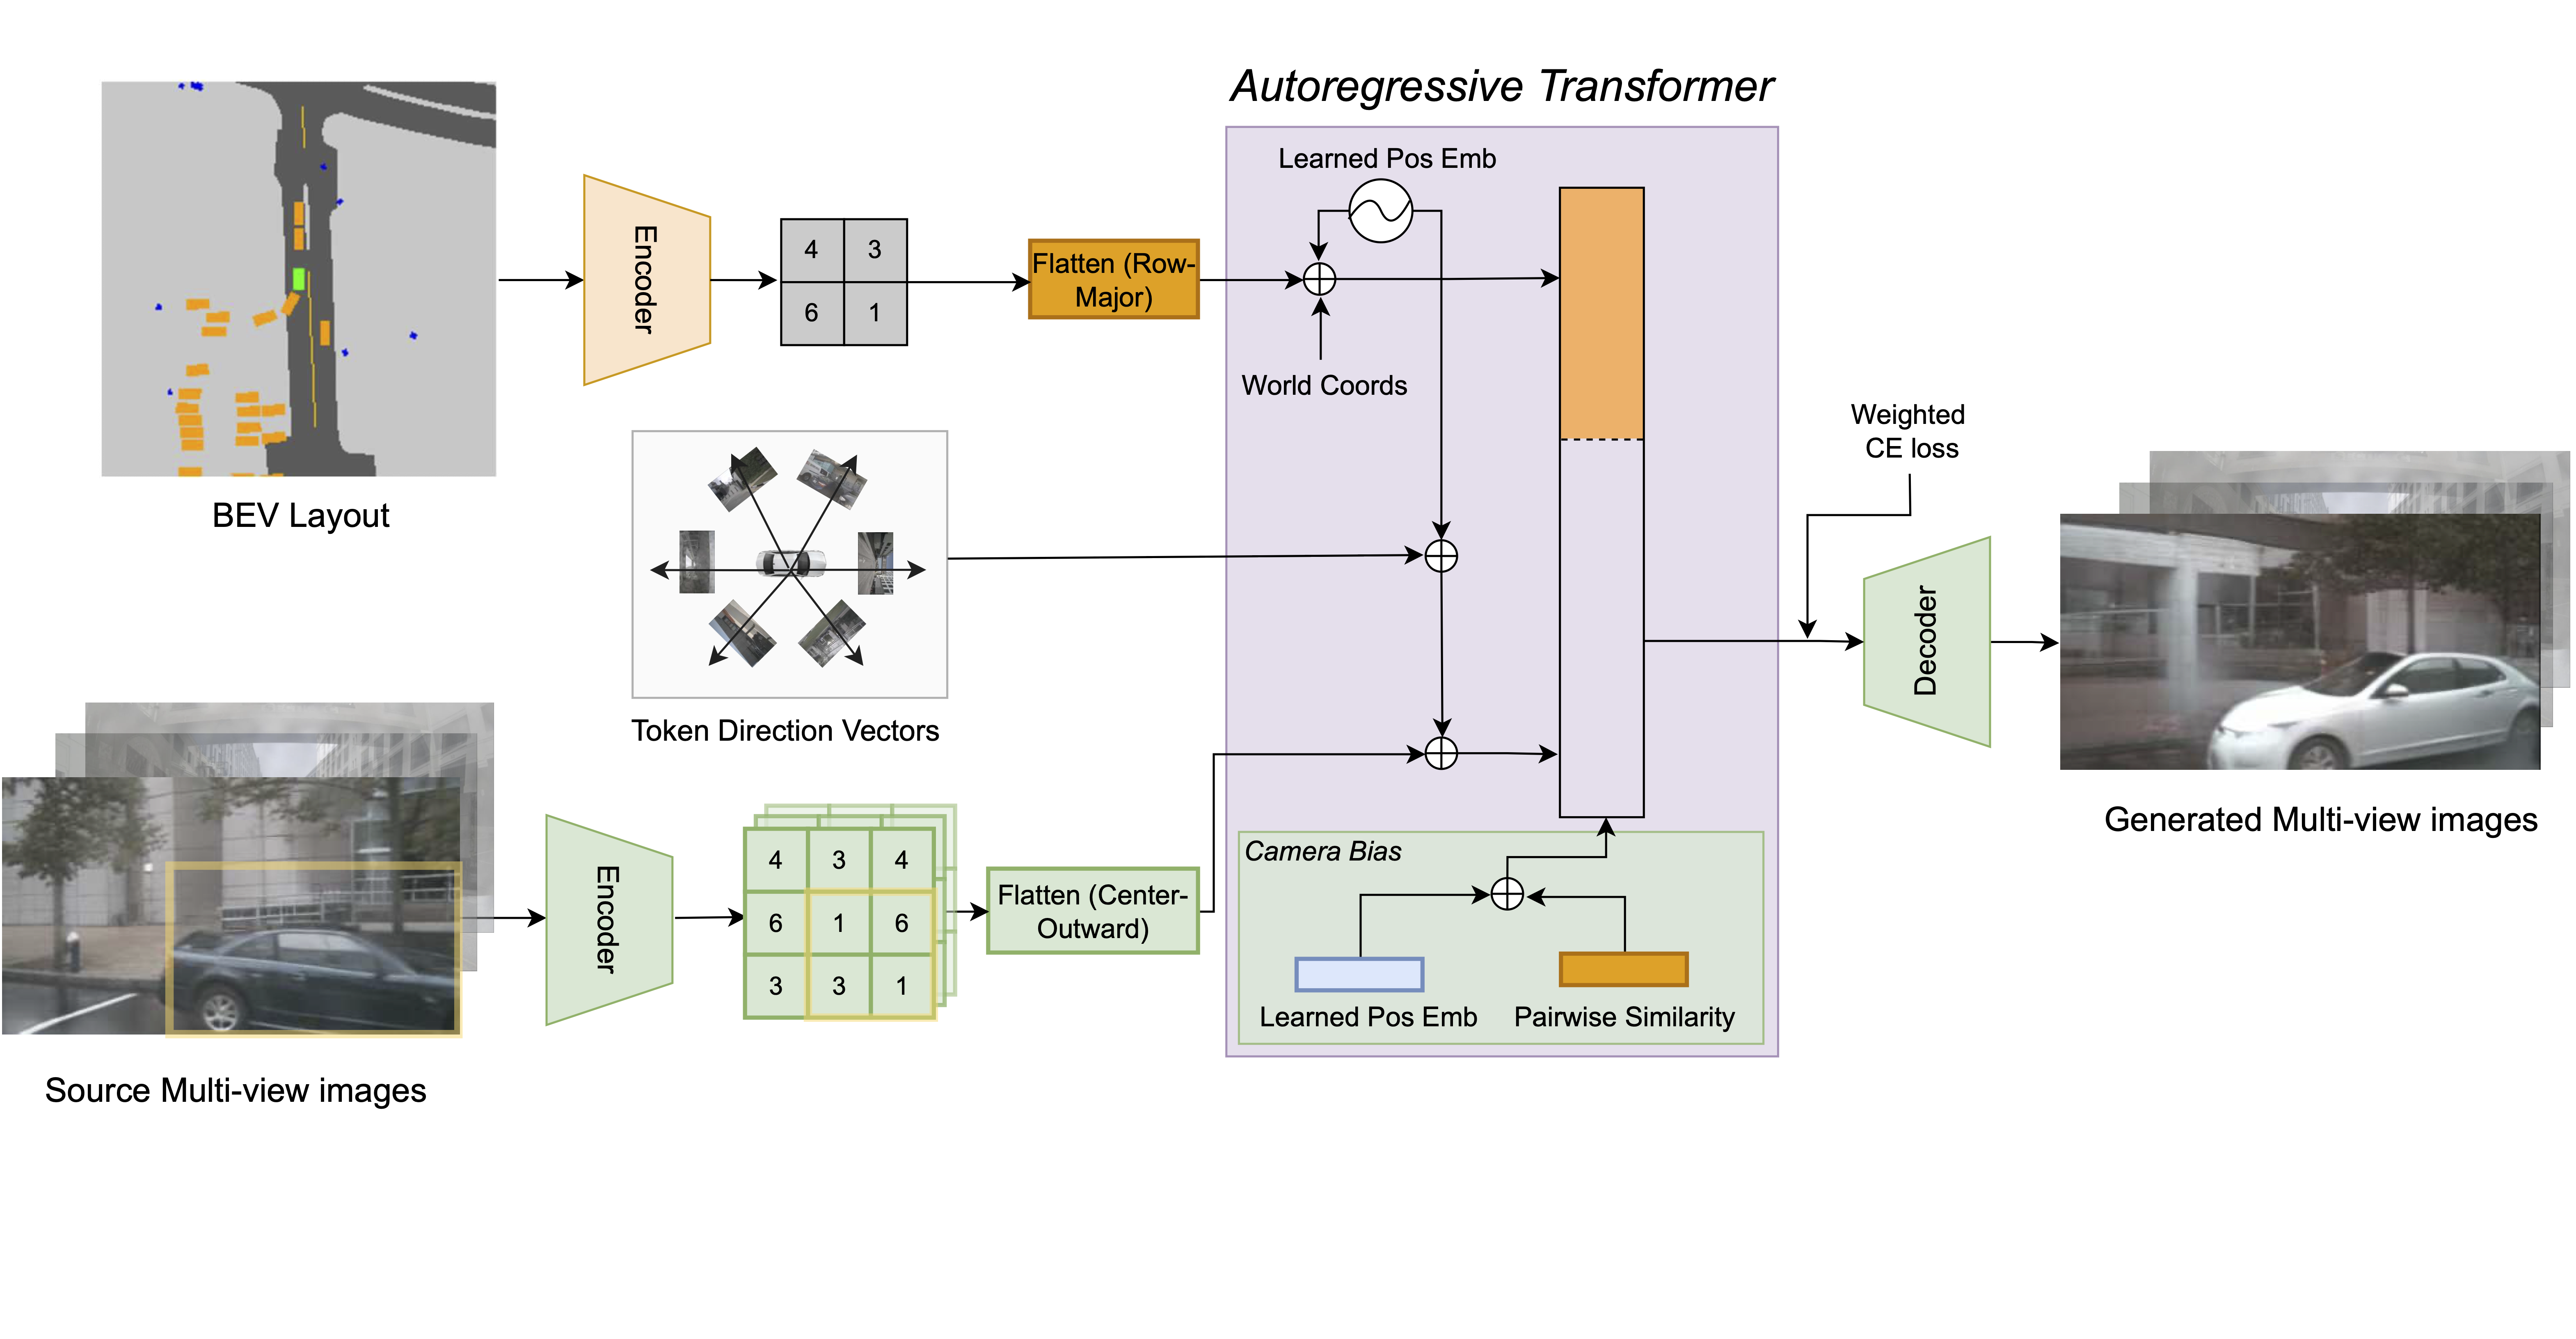 Autoregressive Transformer
Learned Pos Emb
Encoder
4 3
6 1
Flatten (Row-
Major)
World Coords
BEV Layout
Weighted
CE loss
Token Direction Vectors
Decoder
Generated Multi-view images
Encoder
4 3 4
6 1 6
3 3 1
Flatten (Center-
Outward)
Camera Bias
Learned Pos Emb
Pairwise Similarity
Source Multi-view images